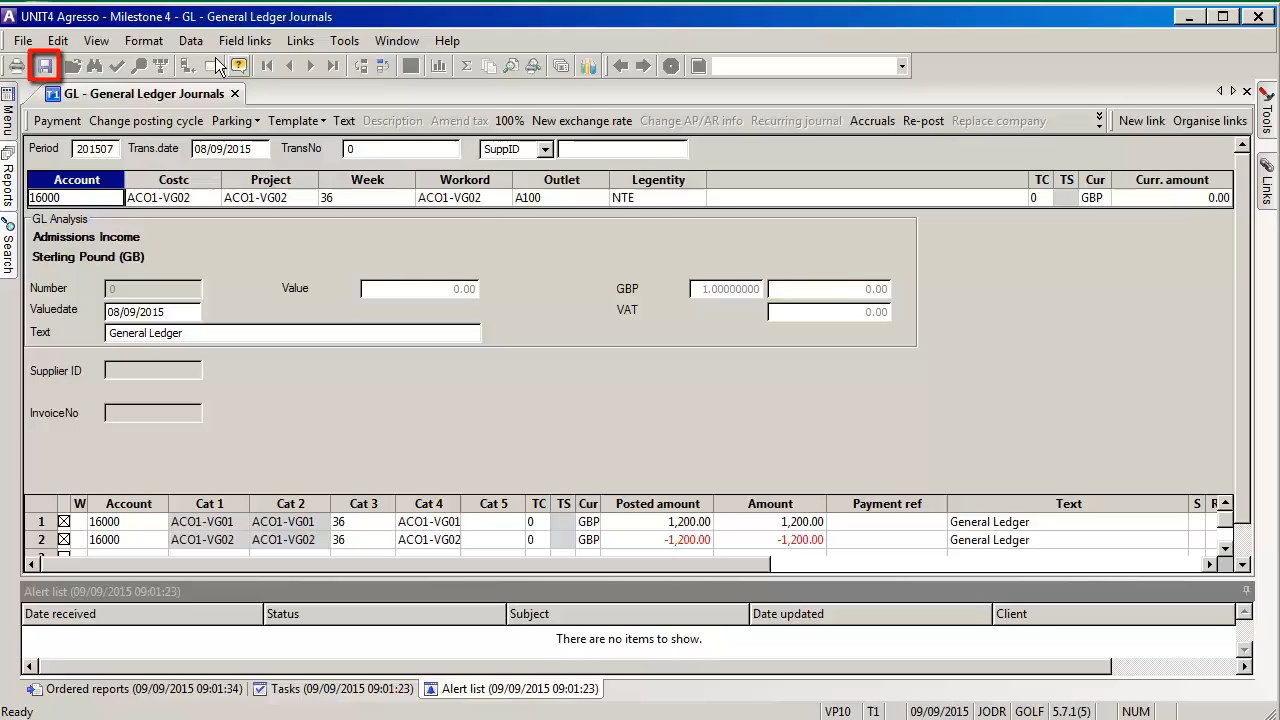 UNIT4 Agresso - Milestone 4 - GL - General Ledger Journals
File Edit View Format Data Field links Links Tools Window Help
T1 GL - General Ledger Journals
Payment Change posting cycle Parking Template Text Description Amend tax 100% New exchange rate Change AP/AR info Recurring journal Accruals Re-post Replace company New link Organise links
Menu
Reports
Search
Tools
Links
Period 201507 Trans.date 08/09/2015 TransNo 0 SuppID
Account Costc Project Week Workord Outlet Legentity TC TS Cur Curr. amount
16000 ACO1-VG02 ACO1-VG02 36 ACO1-VG02 A100 NTE 0 GBP 0.00
GL Analysis
Admissions Income
Sterling Pound (GB)
Number 0 Value 0.00 GBP 1.00000000 0.00
Valuedate 08/09/2015 VAT 0.00
Text General Ledger
Supplier ID
InvoiceNo
W Account Cat 1 Cat 2 Cat 3 Cat 4 Cat 5 TC TS Cur Posted amount Amount Payment ref Text S
1 16000 ACO1-VG01 ACO1-VG01 36 ACO1-VG01 0 GBP 1,200.00 1,200.00 General Ledger
2 16000 ACO1-VG02 ACO1-VG02 36 ACO1-VG02 0 GBP -1,200.00 -1,200.00 General Ledger
Alert list (09/09/2015 09:01:23)
Date received Status Subject Date updated Client
There are no items to show.
Ordered reports (09/09/2015 09:01:34) Tasks (09/09/2015 09:01:23) Alert list (09/09/2015 09:01:23)
Ready VP10 T1 09/09/2015 JODR GOLF 5.7.1(5) NUM